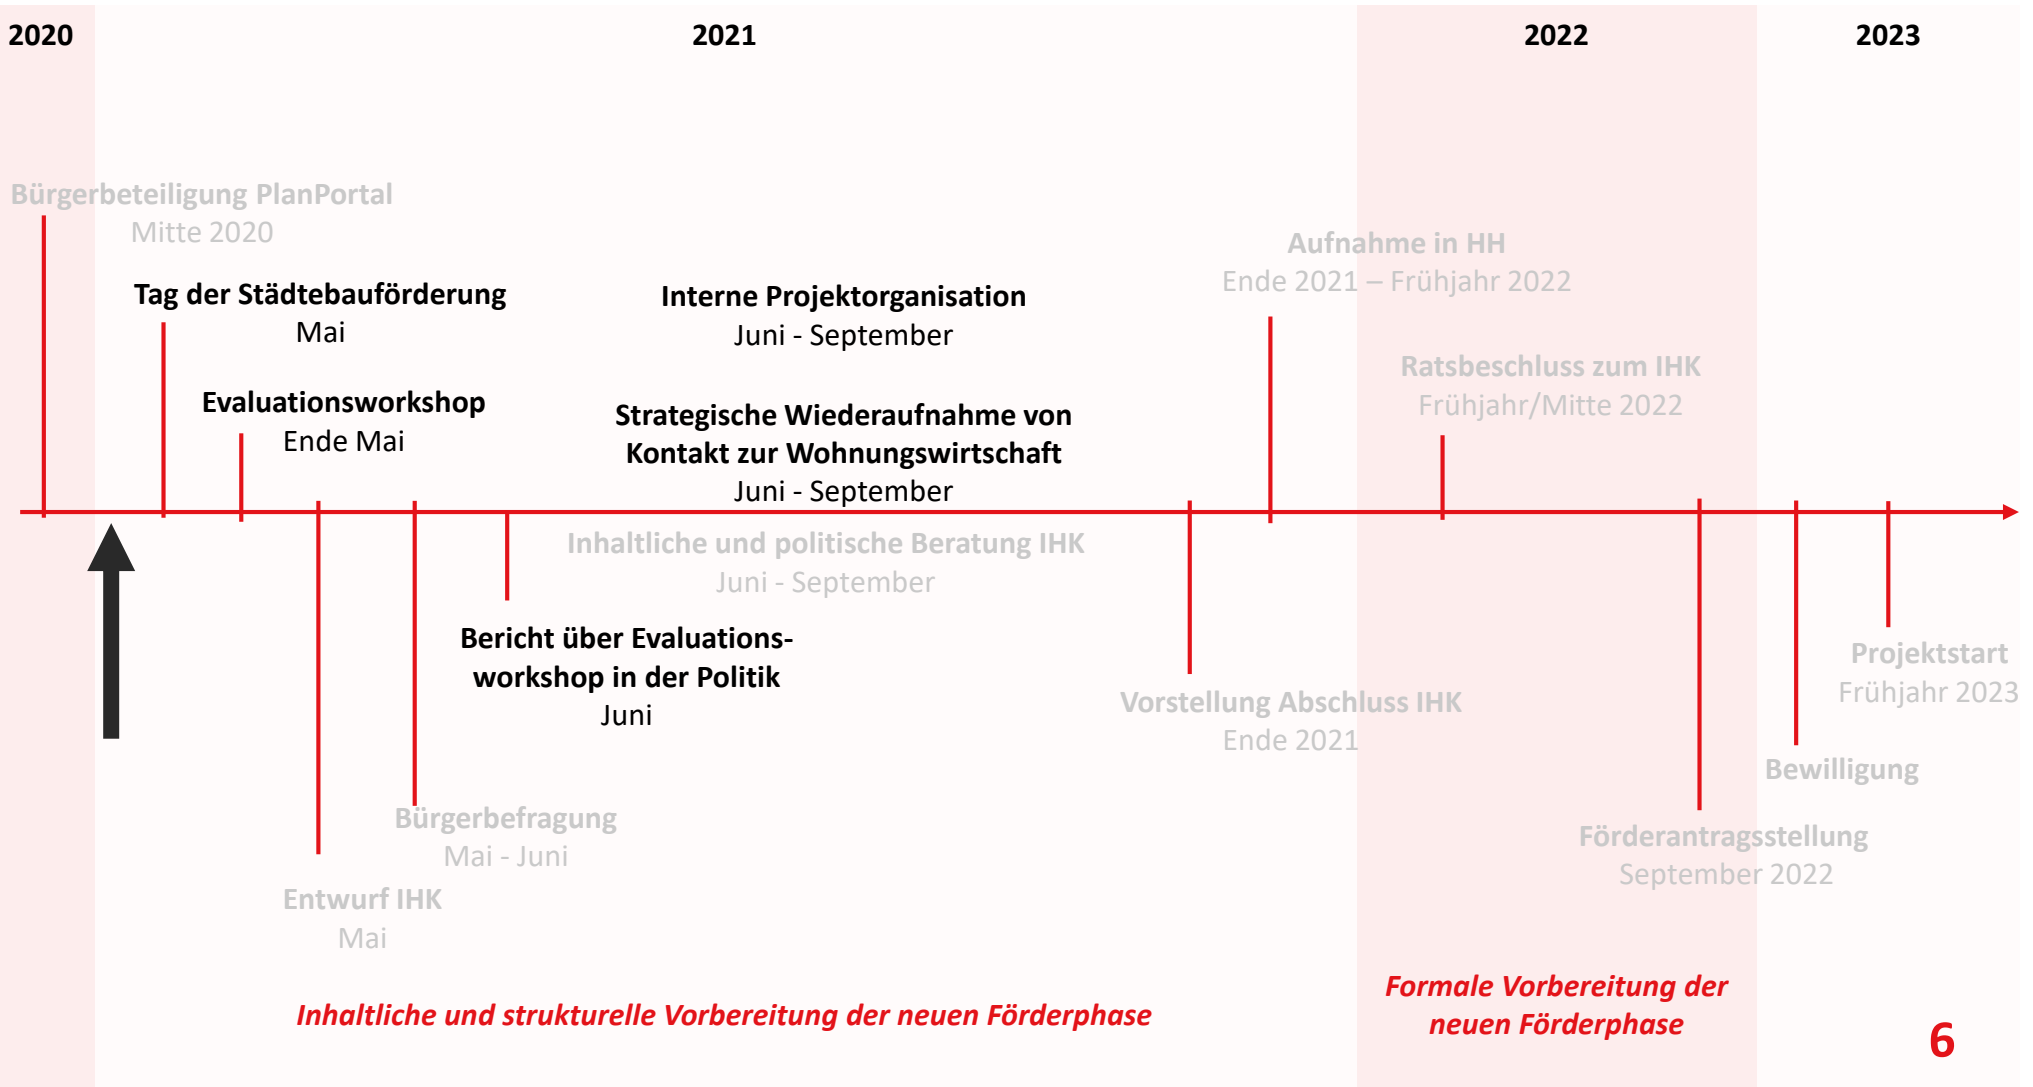 2020
2021
2022
2023
Bürgerbeteiligung PlanPortal
Mitte 2020
Tag der Städtebauförderung
Mai
Evaluationsworkshop
Ende Mai
Interne Projektorganisation
Juni - September
Strategische Wiederaufnahme von
Kontakt zur Wohnungswirtschaft
Juni - September
Aufnahme in HH
Ende 2021 – Frühjahr 2022
Ratsbeschluss zum IHK
Frühjahr/Mitte 2022
Inhaltliche und politische Beratung IHK
Juni - September
Bericht über Evaluations-
workshop in der Politik
Juni
Vorstellung Abschluss IHK
Ende 2021
Projektstart
Frühjahr 2023
Bewilligung
Bürgerbefragung
Mai - Juni
Förderantragsstellung
September 2022
Entwurf IHK
Mai
Inhaltliche und strukturelle Vorbereitung der neuen Förderphase
Formale Vorbereitung der
neuen Förderphase
6